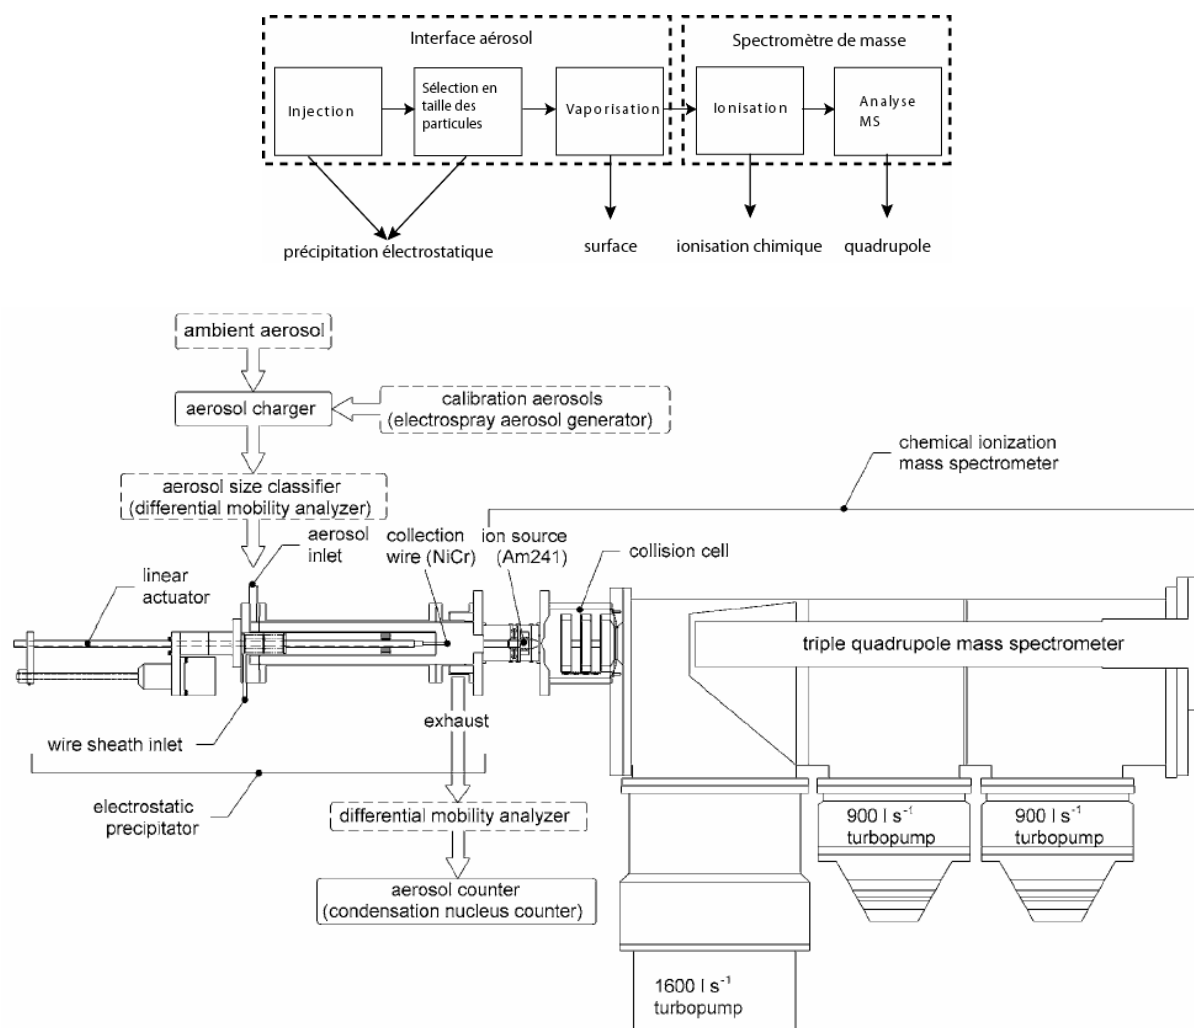 Interface aérosol
Spectromètre de masse
Injection
Sélection en
taille des
particules
Vaporisation
Ionisation
Analyse
MS
précipitation électrostatique
surface
ionisation chimique
quadrupole
ambient aerosol
aerosol charger
calibration aerosols
(electrospray aerosol generator)
chemical ionization
mass spectrometer
aerosol size classifier
(differential mobility analyzer)
aerosol
inlet
collection
wire (NiCr)
ion source
(Am241)
collision cell
linear
actuator
triple quadrupole mass spectrometer
exhaust
wire sheath inlet
electrostatic
precipitator
differential mobility analyzer
900 l s⁻¹
turbopump
900 l s⁻¹
turbopump
aerosol counter
(condensation nucleus counter)
1600 l s⁻¹
turbopump